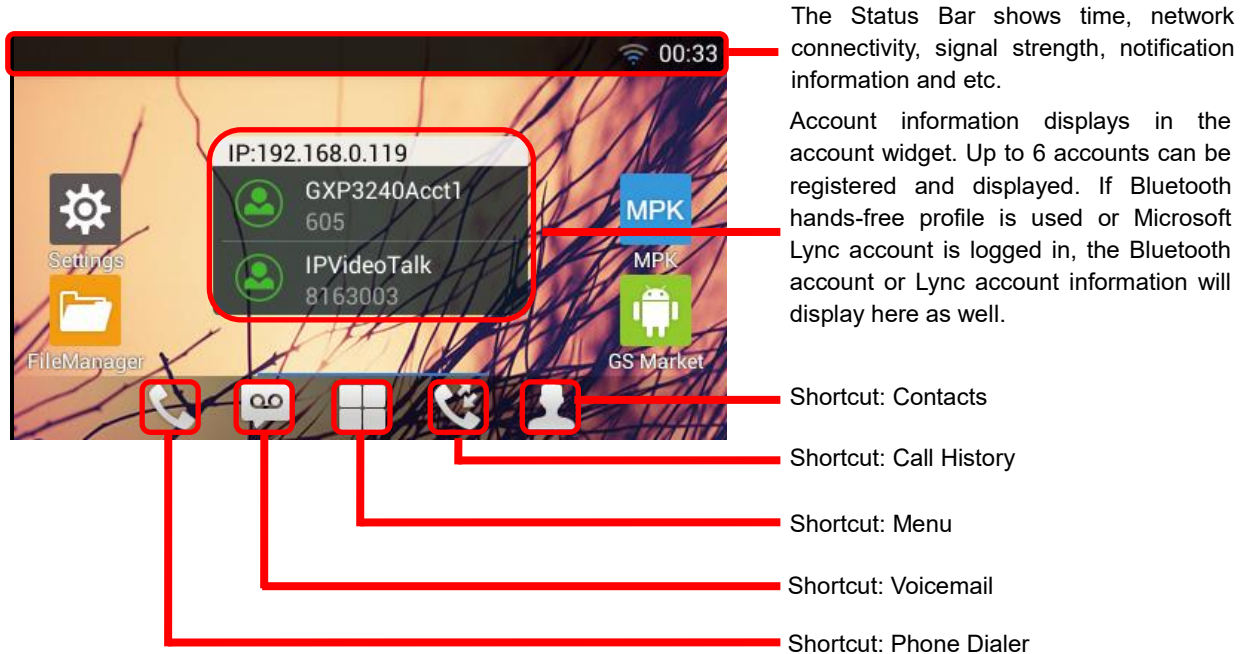 The Status Bar shows time, network
connectivity, signal strength, notification
information and etc.
00:33
Account information displays in the
account widget. Up to 6 accounts can be
registered and displayed. If Bluetooth
hands-free profile is used or Microsoft
Lync account is logged in, the Bluetooth
account or Lync account information will
display here as well.
IP:192.168.0.119
GXP3240Acct1
605
IPVideoTalk
8163003
Settings
FileManager
MPK
MPK
GS Market
Shortcut: Contacts
Shortcut: Call History
Shortcut: Menu
Shortcut: Voicemail
Shortcut: Phone Dialer